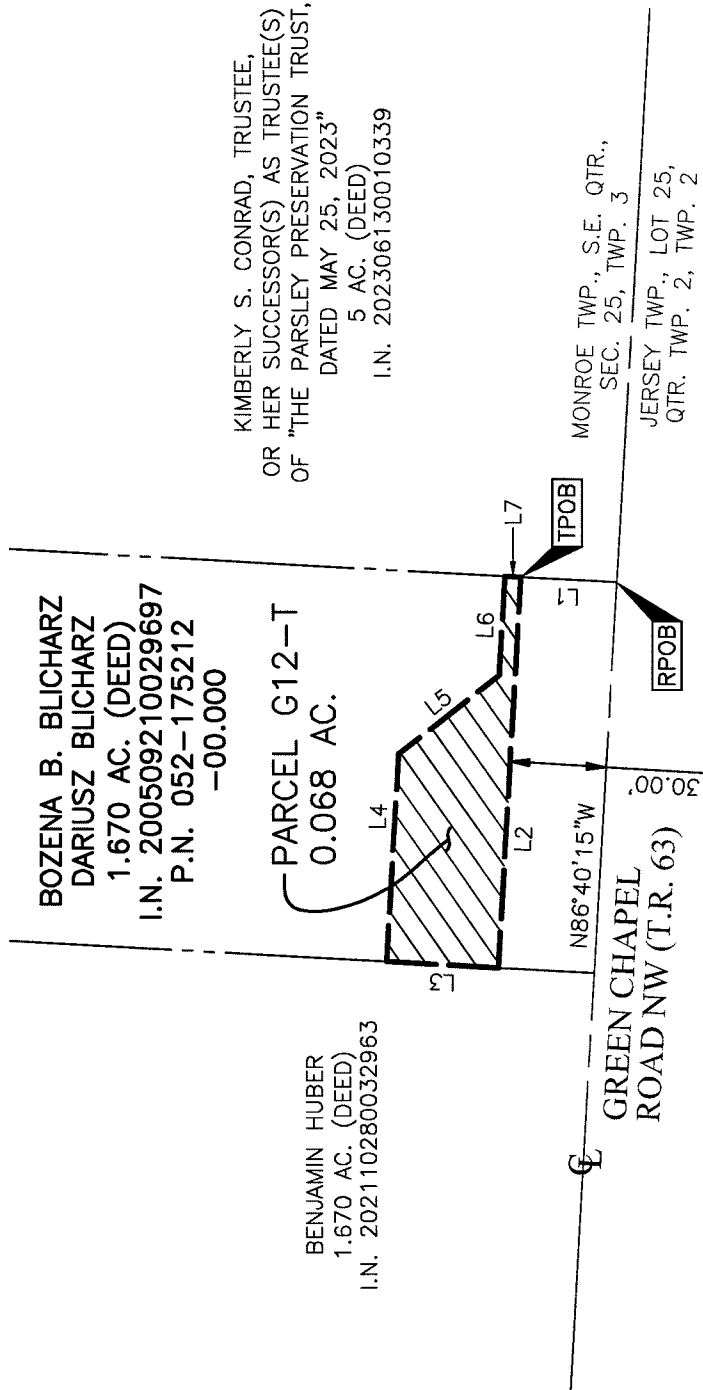 KIMBERLY S. CONRAD, TRUSTEE,
OR HER SUCCESSOR(S) AS TRUSTEE(S)
OF "THE PARSLEY PRESERVATION TRUST,
DATED MAY 25, 2023"
5 AC. (DEED)
I.N. 202306130010339
BOZENA B. BLICHARZ
DARIUSZ BLICHARZ
1.670 AC. (DEED)
I.N. 200509210029697
P.N. 052-175212
-00.000
PARCEL G12-T
0.068 AC.
BENJAMIN HUBER
1.670 AC. (DEED)
I.N. 202110280032963
L4
L5
L6
L7
L3
L2
L1
TPOB
RPOB
MONROE TWP., S.E. QTR.,
SEC. 25, TWP. 3
JERSEY TWP., LOT 25,
QTR. TWP. 2, TWP. 2
N86°40'15"W
30.00'
CL
GREEN CHAPEL
ROAD NW (T.R. 63)